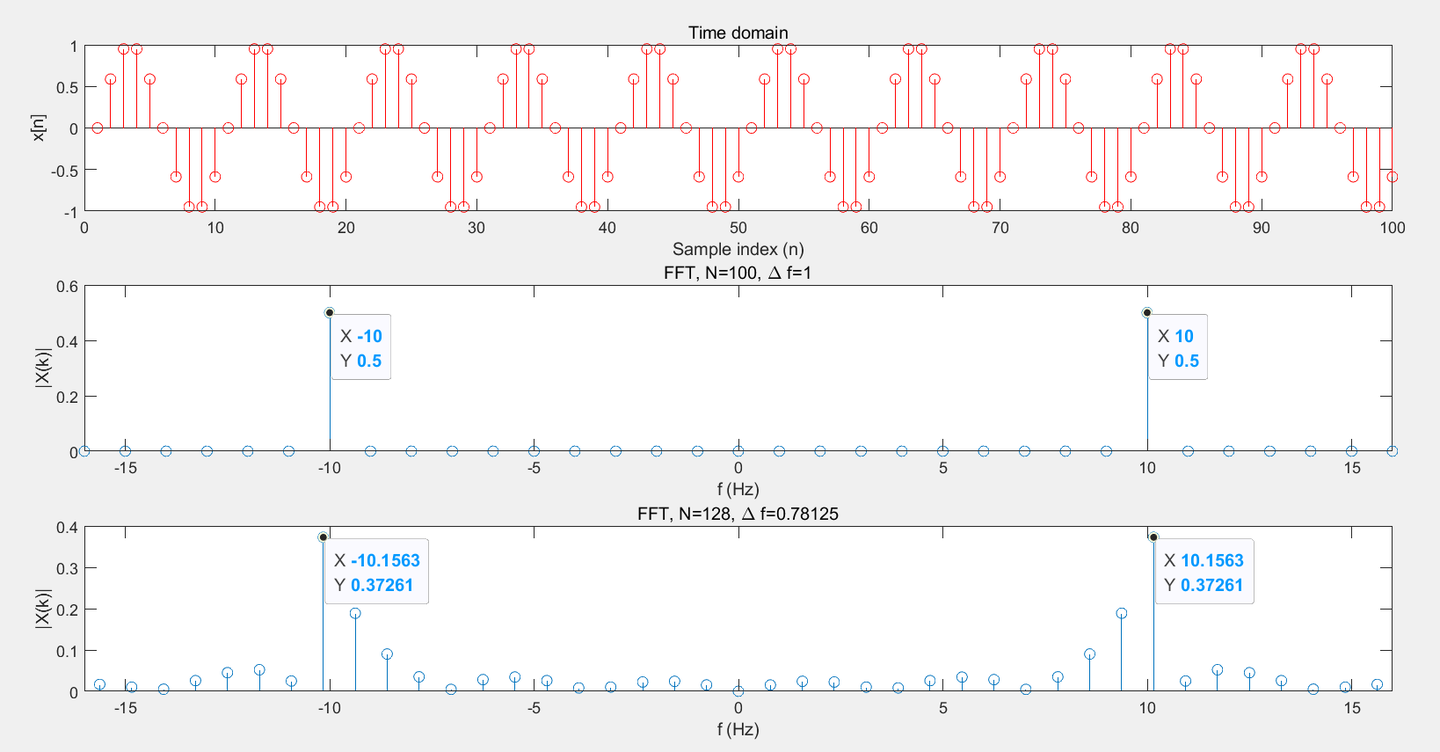 Time domain
1
0.5
0
-0.5
-1
x[n]
0 10 20 30 40 50 60 70 80 90 100
Sample index (n)
FFT, N=100, Δ f=1
0.6
0.4
0.2
0
|X(k)|
X -10
Y 0.5
X 10
Y 0.5
-15 -10 -5 0 5 10 15
f (Hz)
FFT, N=128, Δ f=0.78125
0.4
0.3
0.2
0.1
0
|X(k)|
X -10.1563
Y 0.37261
X 10.1563
Y 0.37261
-15 -10 -5 0 5 10 15
f (Hz)